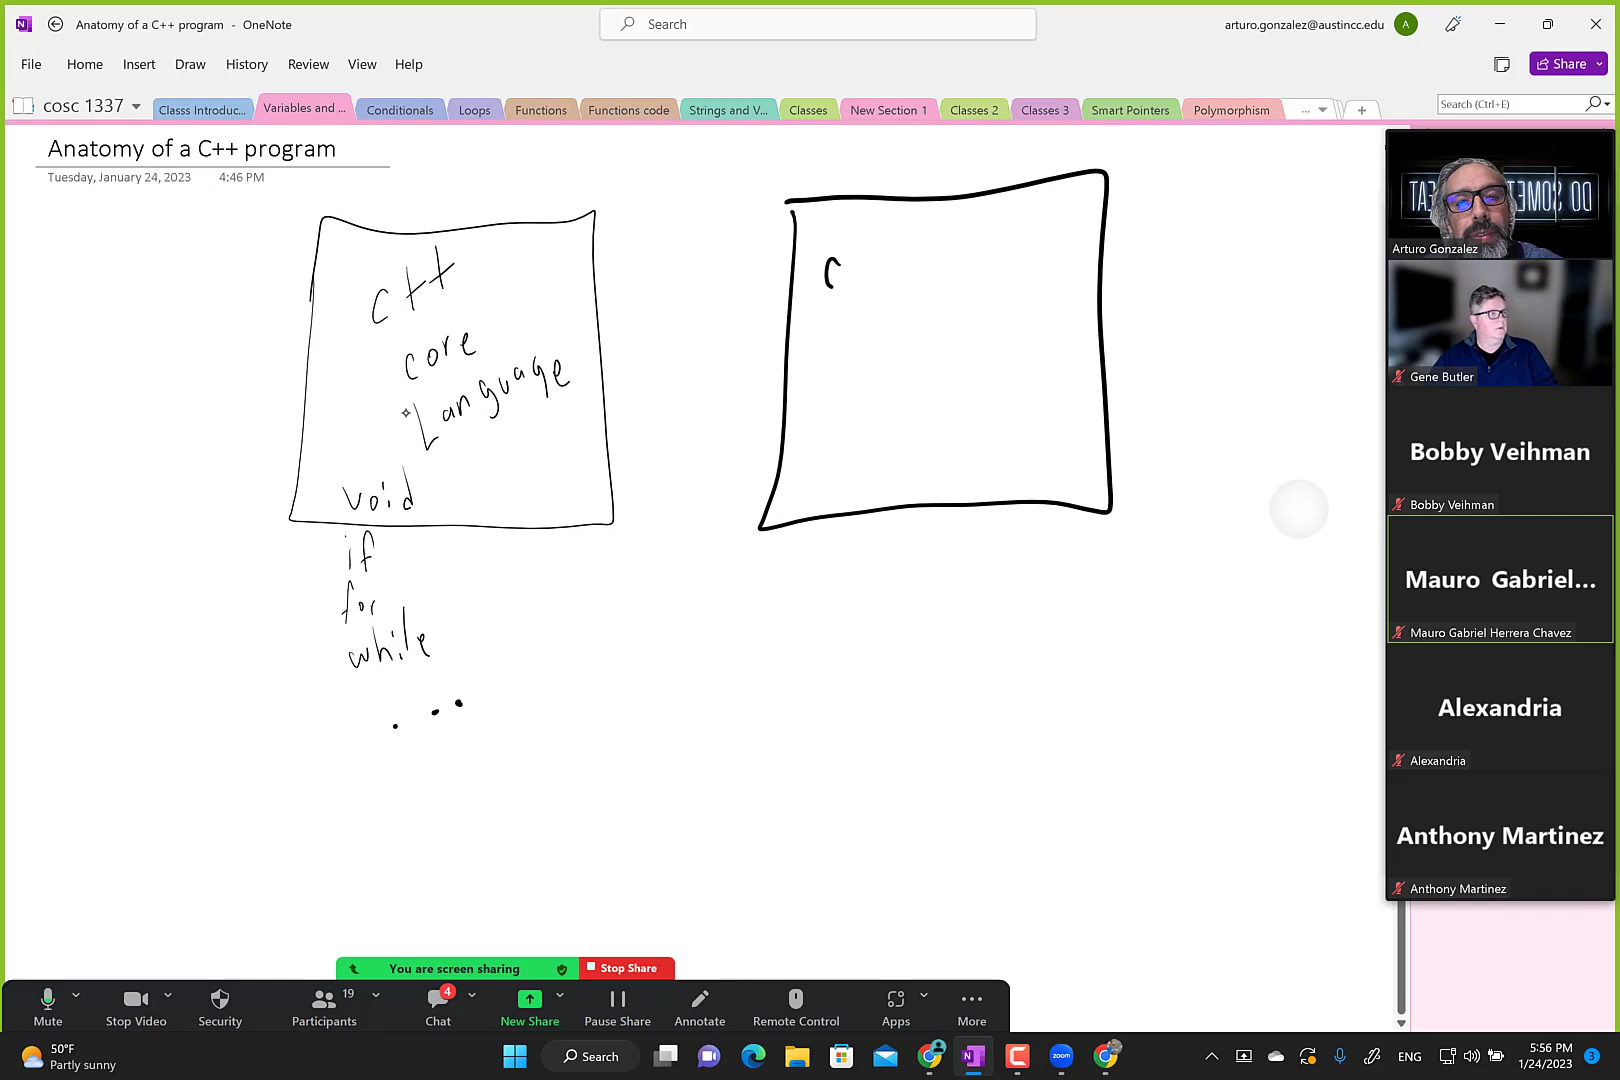 Anatomy of a C++ program - OneNote
Search
arturo.gonzalez@austincc.edu
A
File Home Insert Draw History Review View Help
Share
cosc 1337
Classs Introduc... Variables and ... Conditionals Loops Functions Functions code Strings and V... Classes New Section 1 Classes 2 Classes 3 Smart Pointers Polymorphism ... +
Search (Ctrl+E)
Anatomy of a C++ program
Tuesday, January 24, 2023 4:46 PM
C++
core
Language
void
if
for
while
...
C
Arturo Gonzalez
Gene Butler
Bobby Veihman
Bobby Veihman
Mauro Gabriel...
Mauro Gabriel Herrera Chavez
Alexandria
Alexandria
Anthony Martinez
Anthony Martinez
You are screen sharing Stop Share
19 4
Mute Stop Video Security Participants Chat New Share Pause Share Annotate Remote Control Apps More
50°F
Partly sunny
Search
zoom
ENG
5:56 PM
1/24/2023
3